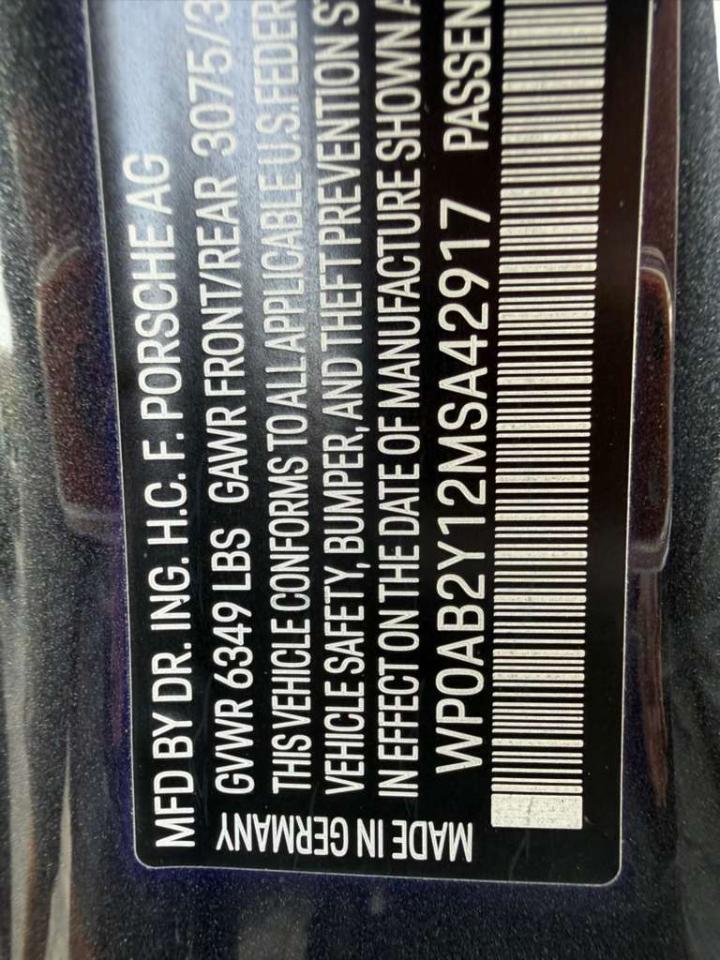 MFD BY DR. ING. H.C. F. PORSCHE AG
GVWR 6349 LBS GAWR FRONT/REAR 3075/3
THIS VEHICLE CONFORMS TO ALL APPLICABLE U.S. FEDER
VEHICLE SAFETY, BUMPER, AND THEFT PREVENTION S
IN EFFECT ON THE DATE OF MANUFACTURE SHOWN A
WP0AB2Y12MSA42917 PASSEN
MADE IN GERMANY